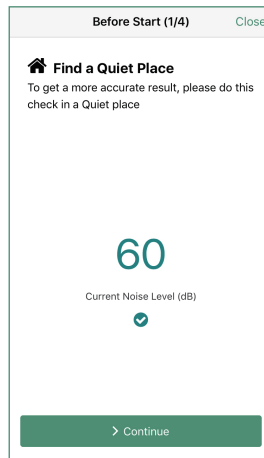 Before Start (1/4)
Close
Find a Quiet Place
To get a more accurate result, please do this
check in a Quiet place
60
Current Noise Level (dB)
Continue